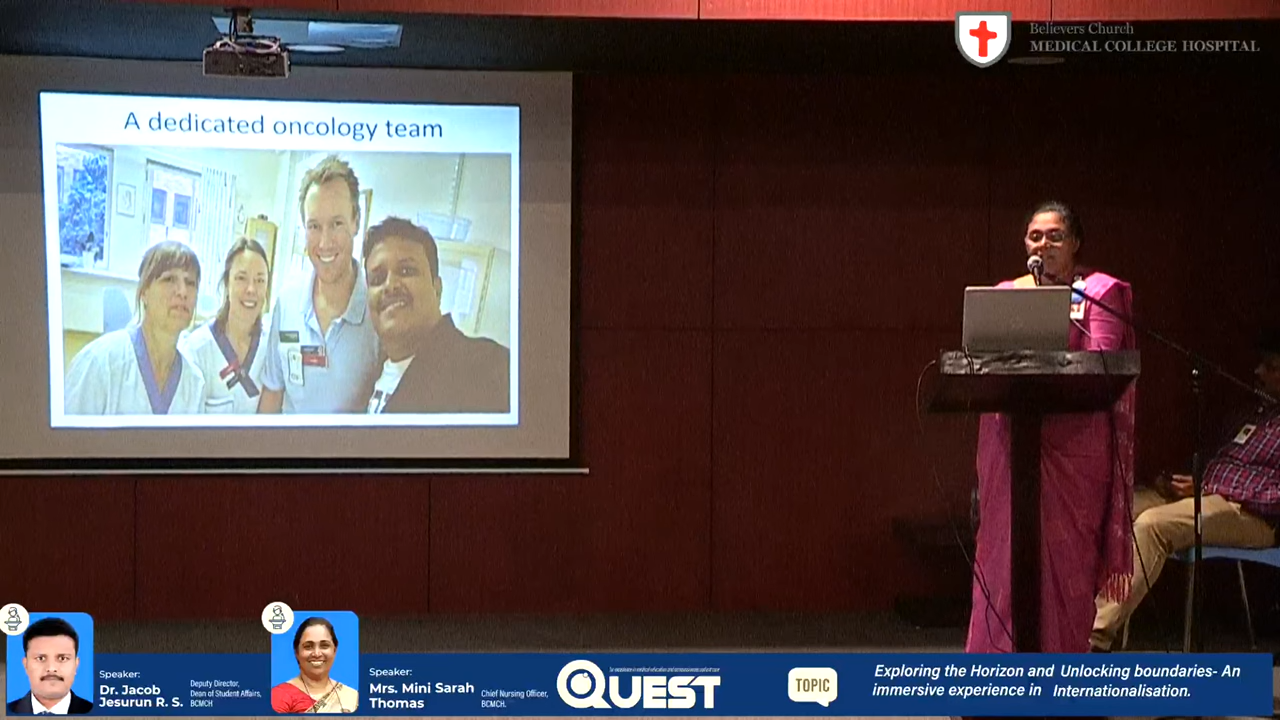 Believers Church
MEDICAL COLLEGE HOSPITAL
A dedicated oncology team
Speaker:
Dr. Jacob
Jesurun R. S.
Deputy Director,
Dean of Student Affairs,
BCMCH
Speaker:
Mrs. Mini Sarah
Thomas
Chief Nursing Officer,
BCMCH.
QUEST
TOPIC
Exploring the Horizon and Unlocking boundaries- An
immersive experience in Internationalisation.